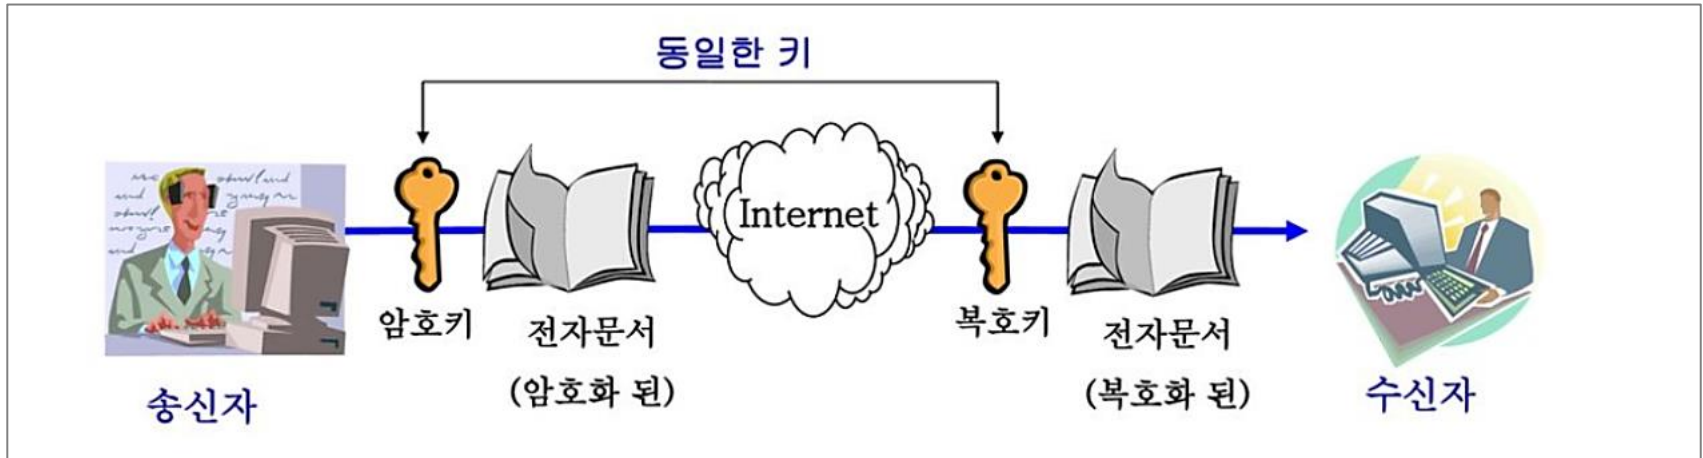 동일한 키
Internet
암호키
전자문서
(암호화 된)
복호키
전자문서
(복호화 된)
송신자
수신자